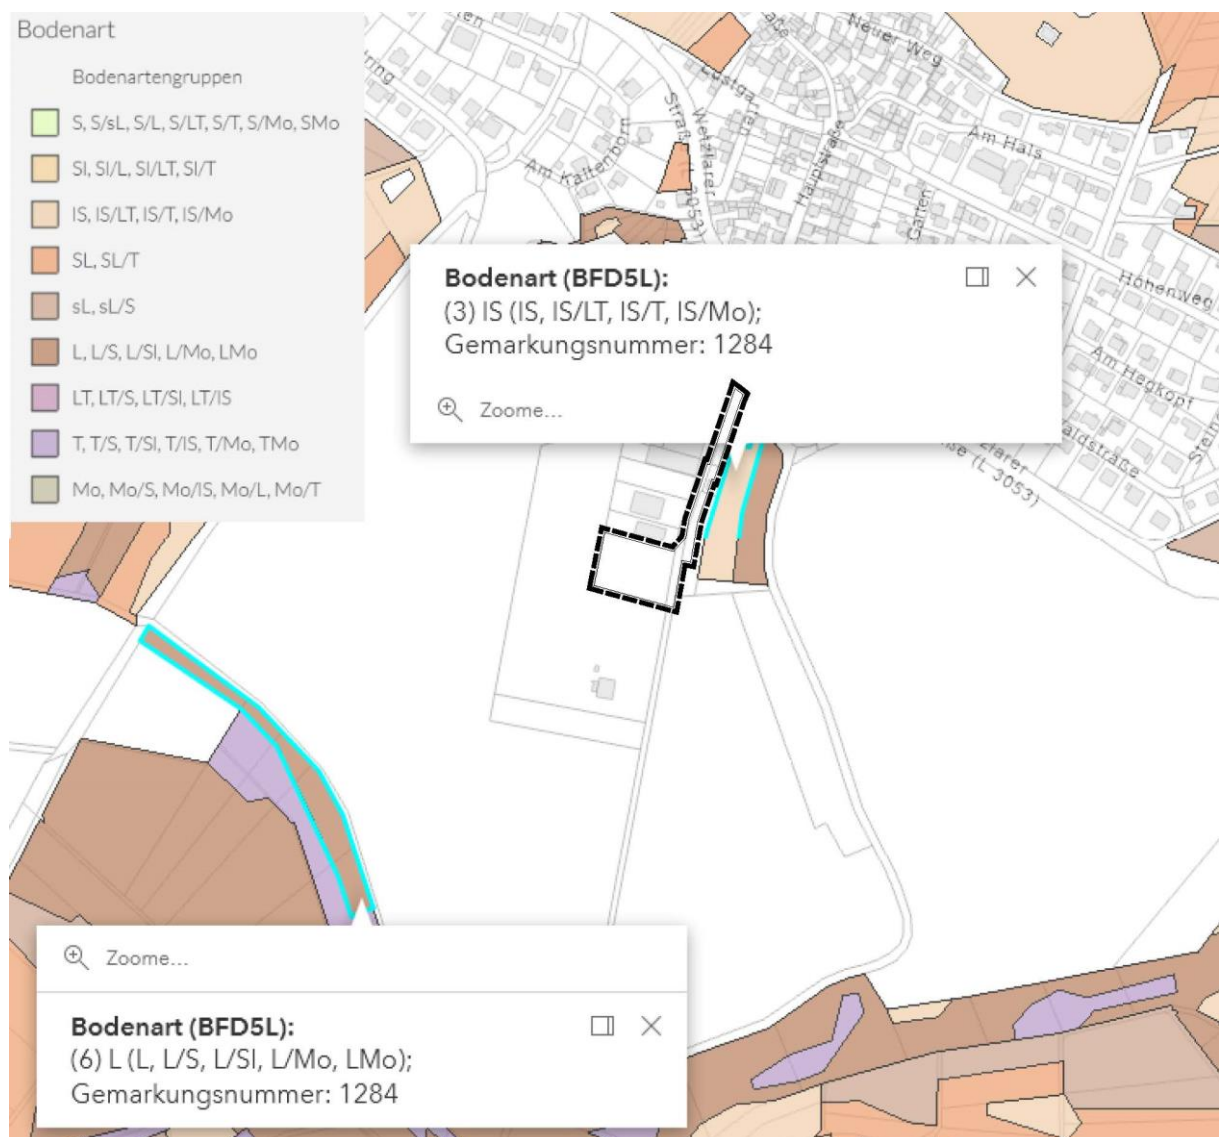 Bodenart
Bodenartengruppen
S, S/sL, S/L, S/LT, S/T, S/Mo, SMo
Sl, Sl/L, Sl/LT, Sl/T
lS, lS/LT, lS/T, lS/Mo
SL, SL/T
sL, sL/S
L, L/S, L/Sl, L/Mo, LMo
LT, LT/S, LT/Sl, LT/lS
T, T/S, T/Sl, T/lS, T/Mo, TMo
Mo, Mo/S, Mo/lS, Mo/L, Mo/T
Neuer Weg
Am Kaltenborn
Straße
Wetzlarer
(L 3053)
Hauptstraße
Am Hals
Garten
Höhenweg
Am Hegkopf
Waldstraße
(L 3053)
Bodenart (BFD5L):
(3) lS (lS, lS/LT, lS/T, lS/Mo);
Gemarkungsnummer: 1284
Zoome...
Zoome...
Bodenart (BFD5L):
(6) L (L, L/S, L/Sl, L/Mo, LMo);
Gemarkungsnummer: 1284